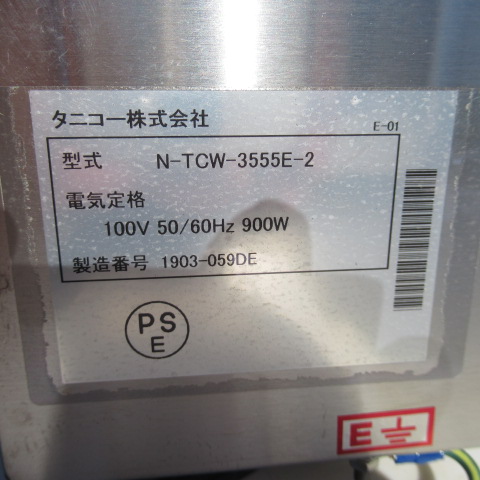 タニコー株式会社
E-01
型式 N-TCW-3555E-2
電気定格
100V 50/60Hz 900W
製造番号 1903-059DE
PS
E
E